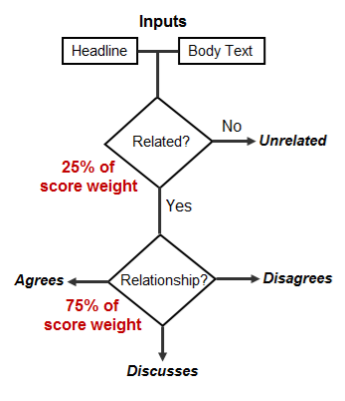 Inputs
Headline
Body Text
Related?
No
Unrelated
25% of
score weight
Yes
Agrees
Relationship?
Disagrees
75% of
score weight
Discusses